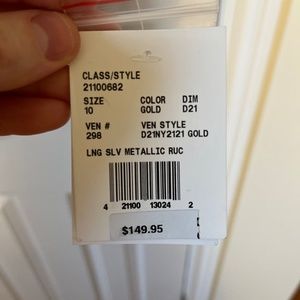 CLASS/STYLE
21100682
SIZE COLOR DIM
10 GOLD D21
VEN # VEN STYLE
298 D21NY2121 GOLD
LNG SLV METALLIC RUC
4 21100 13024 2
$149.95